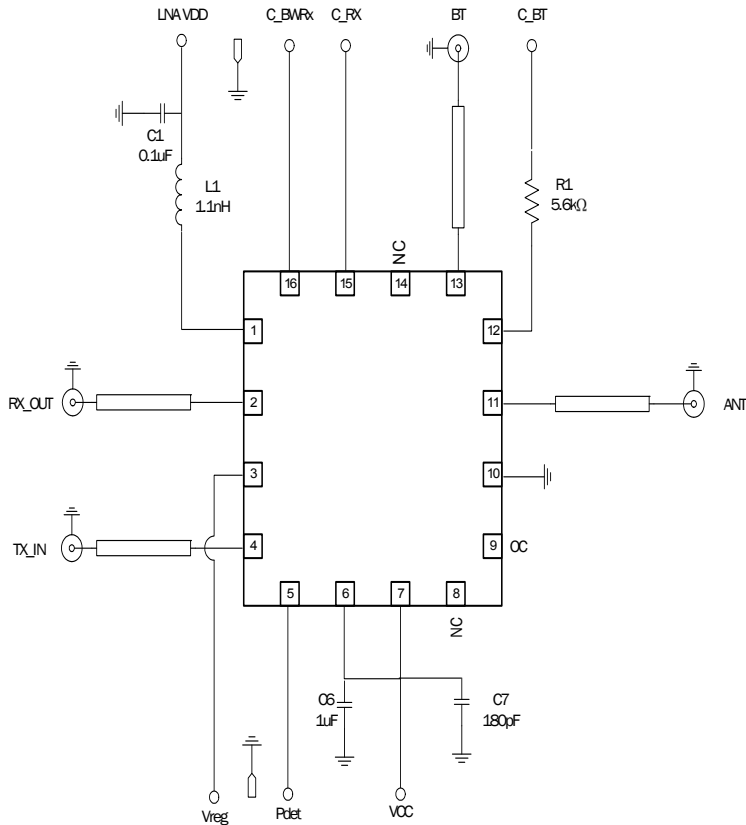 LNA VDD
C_BWRx
C_RX
BT
C_BT
C1
0.1uF
L1
1.1nH
R1
5.6kΩ
NC
16
15
14
13
1
12
RX_OUT
2
11
ANT
3
10
TX_IN
4
9
OC
5
6
7
8
NC
C6
1uF
C7
180pF
Vreg
Pdet
VCC